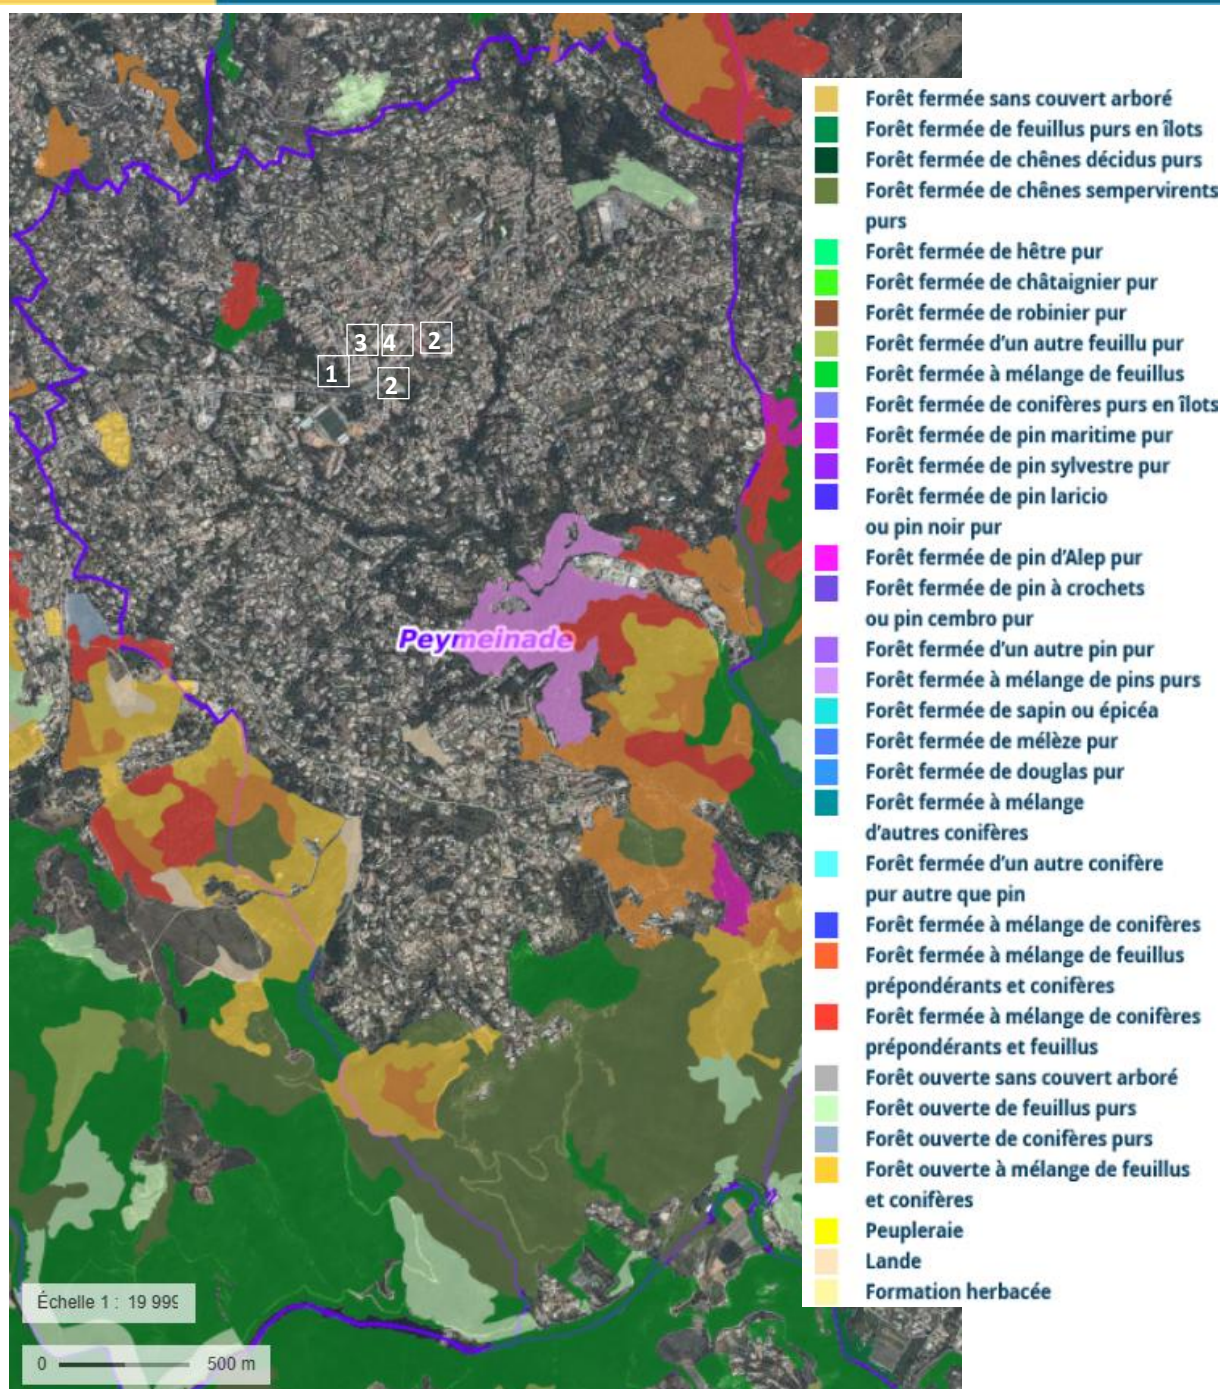 Forêt fermée sans couvert arboré
Forêt fermée de feuillus purs en îlots
Forêt fermée de chênes décidus purs
Forêt fermée de chênes sempervirents
purs
Forêt fermée de hêtre pur
Forêt fermée de châtaignier pur
Forêt fermée de robinier pur
Forêt fermée d'un autre feuillu pur
Forêt fermée à mélange de feuillus
Forêt fermée de conifères purs en îlots
Forêt fermée de pin maritime pur
Forêt fermée de pin sylvestre pur
Forêt fermée de pin laricio
ou pin noir pur
Forêt fermée de pin d'Alep pur
Forêt fermée de pin à crochets
ou pin cembro pur
Forêt fermée d'un autre pin pur
Forêt fermée à mélange de pins purs
Forêt fermée de sapin ou épicéa
Forêt fermée de mélèze pur
Forêt fermée de douglas pur
Forêt fermée à mélange
d'autres conifères
Forêt fermée d'un autre conifère
pur autre que pin
Forêt fermée à mélange de conifères
Forêt fermée à mélange de feuillus
prépondérants et conifères
Forêt fermée à mélange de conifères
prépondérants et feuillus
Forêt ouverte sans couvert arboré
Forêt ouverte de feuillus purs
Forêt ouverte de conifères purs
Forêt ouverte à mélange de feuillus
et conifères
Peupleraie
Lande
Formation herbacée
3 4 2
1
2
Peymeinade
Échelle 1 : 19 999
0 500 m